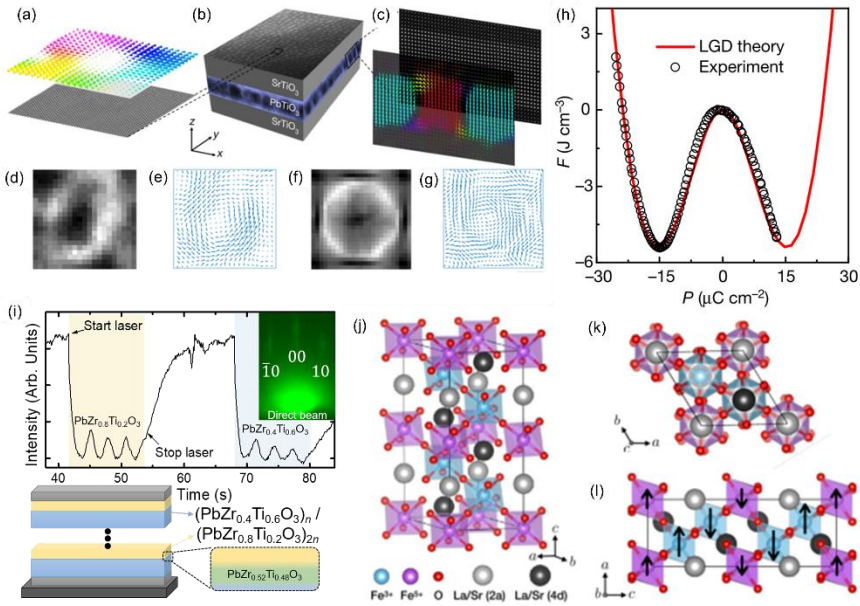 (a)
(b)
(c)
SrTiO₃
PbTiO₃
SrTiO₃
z
y
x
(d)
(e)
(f)
(g)
(h)
LGD theory
Experiment
F (J cm⁻³)
0
-3
-6
-30
-15
0
15
30
P (μC cm⁻²)
(i)
Start laser
1̄0
00
10
Direct beam
PbZr₀.₈Ti₀.₂O₃
PbZr₀.₄Ti₀.₆O₃
Stop laser
Intensity (Arb. Units)
40
50
60
70
80
Time (s)
(PbZr₀.₄Ti₀.₆O₃)ₙ /
(PbZr₀.₈Ti₀.₂O₃)₂ₙ
PbZr₀.₅₂Ti₀.₄₈O₃
(j)
c
a
b
Fe³⁺
Fe⁵⁺
O
La/Sr (2a)
La/Sr (4d)
(k)
b
c
a
(l)
a
b
c